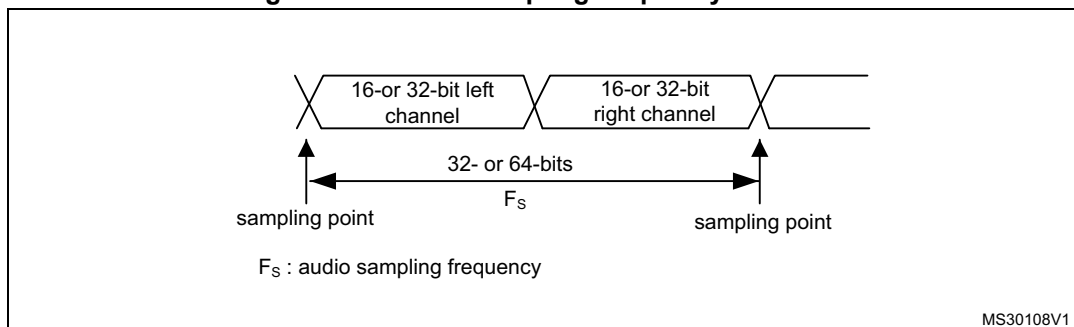 16-or 32-bit left
channel
16-or 32-bit
right channel
32- or 64-bits
FS
sampling point
sampling point
FS : audio sampling frequency
MS30108V1